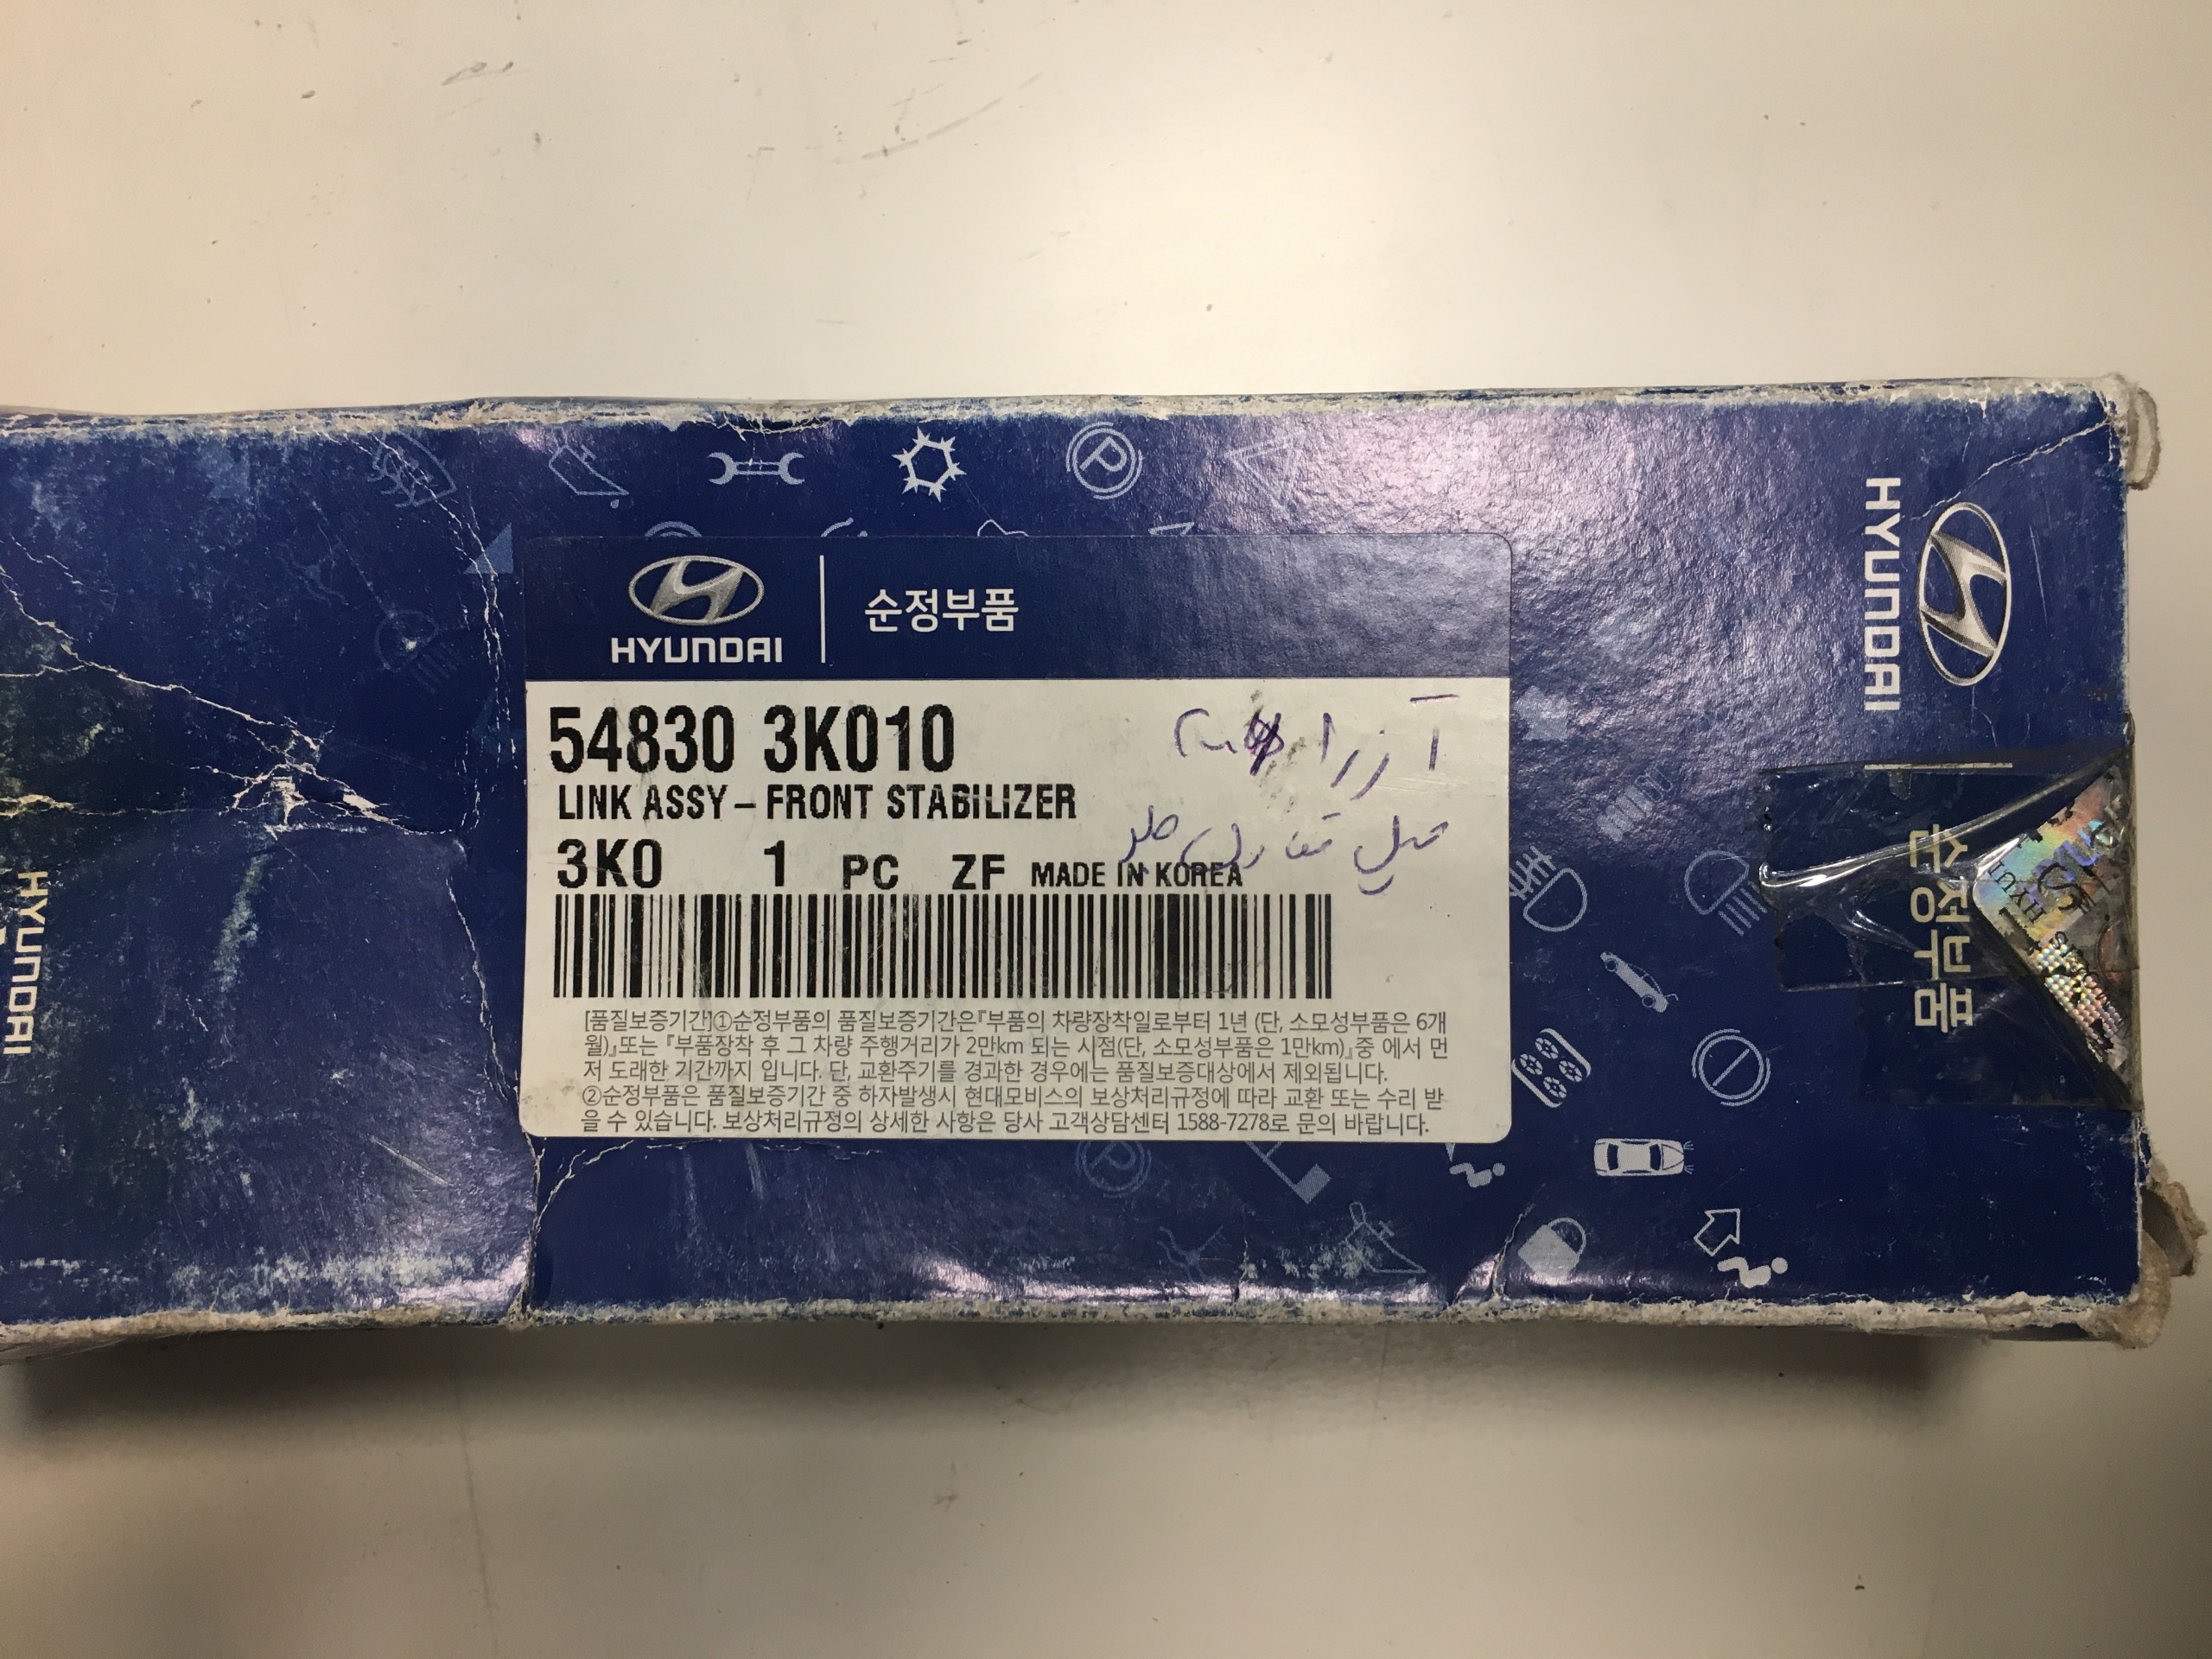 HYUNDAI
순정부품
54830 3K010
آزرا
LINK ASSY – FRONT STABILIZER
میل تعادل جلو
3K0 1 PC ZF MADE IN KOREA
[품질보증기간]①순정부품의 품질보증기간은『부품의 차량장착일로부터 1년 (단, 소모성부품은 6개
월)』또는『부품장착 후 그 차량 주행거리가 2만km 되는 시점(단, 소모성부품은 1만km)』중 에서 먼
저 도래한 기간까지 입니다. 단, 교환주기를 경과한 경우에는 품질보증대상에서 제외됩니다.
②순정부품은 품질보증기간 중 하자발생시 현대모비스의 보상처리규정에 따라 교환 또는 수리 받
을 수 있습니다. 보상처리규정의 상세한 사항은 당사 고객상담센터 1588-7278로 문의 바랍니다.
HYUNDAI
순정부품
HYUNDAI